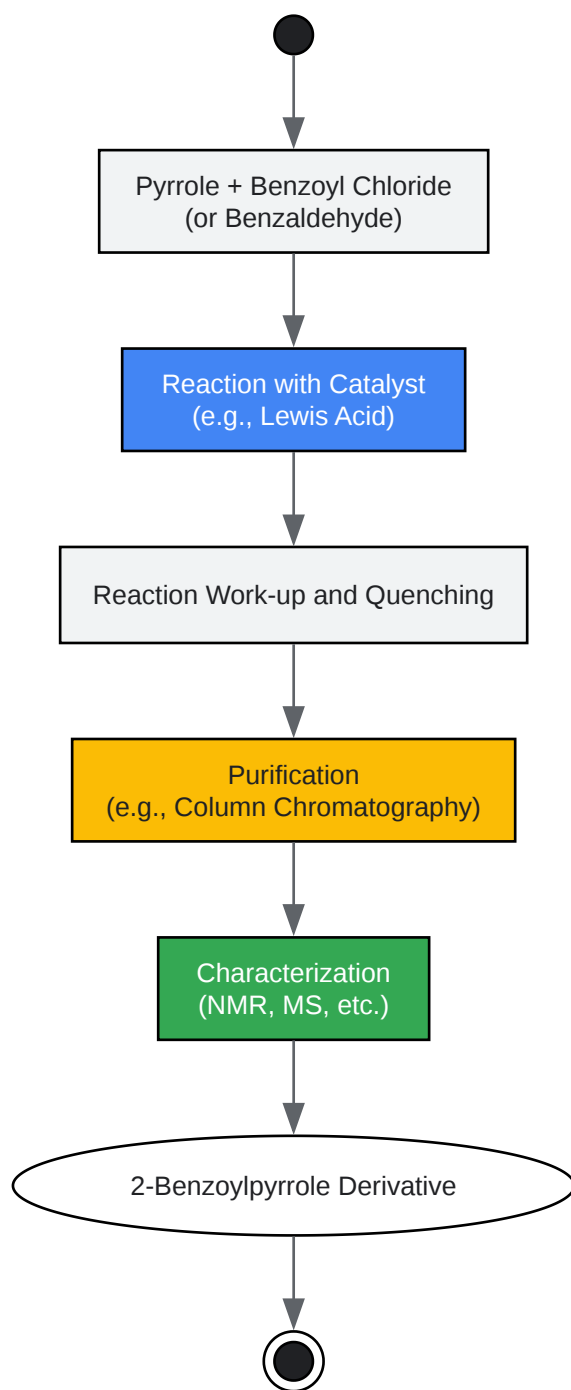 Pyrrole + Benzoyl Chloride
(or Benzaldehyde)
Reaction with Catalyst
(e.g., Lewis Acid)
Reaction Work-up and Quenching
Purification
(e.g., Column Chromatography)
Characterization
(NMR, MS, etc.)
2-Benzoylpyrrole Derivative